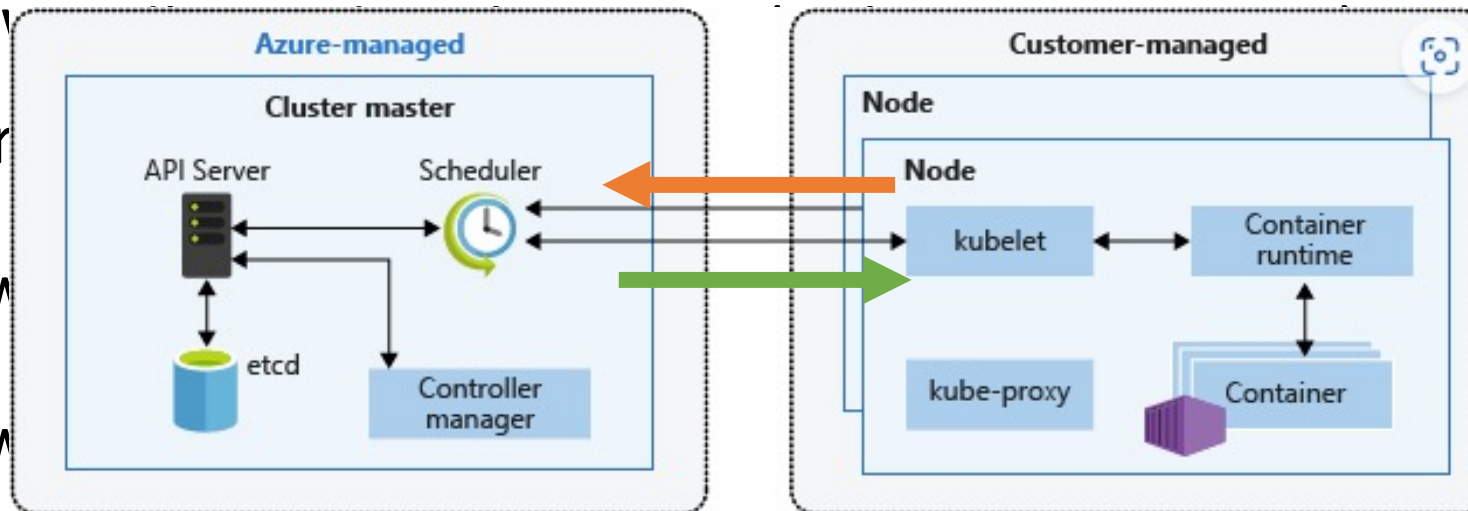 Azure-managed
Cluster master
API Server
Scheduler
etcd
Controller
manager
Customer-managed
Node
Node
kubelet
Container
runtime
kube-proxy
Container